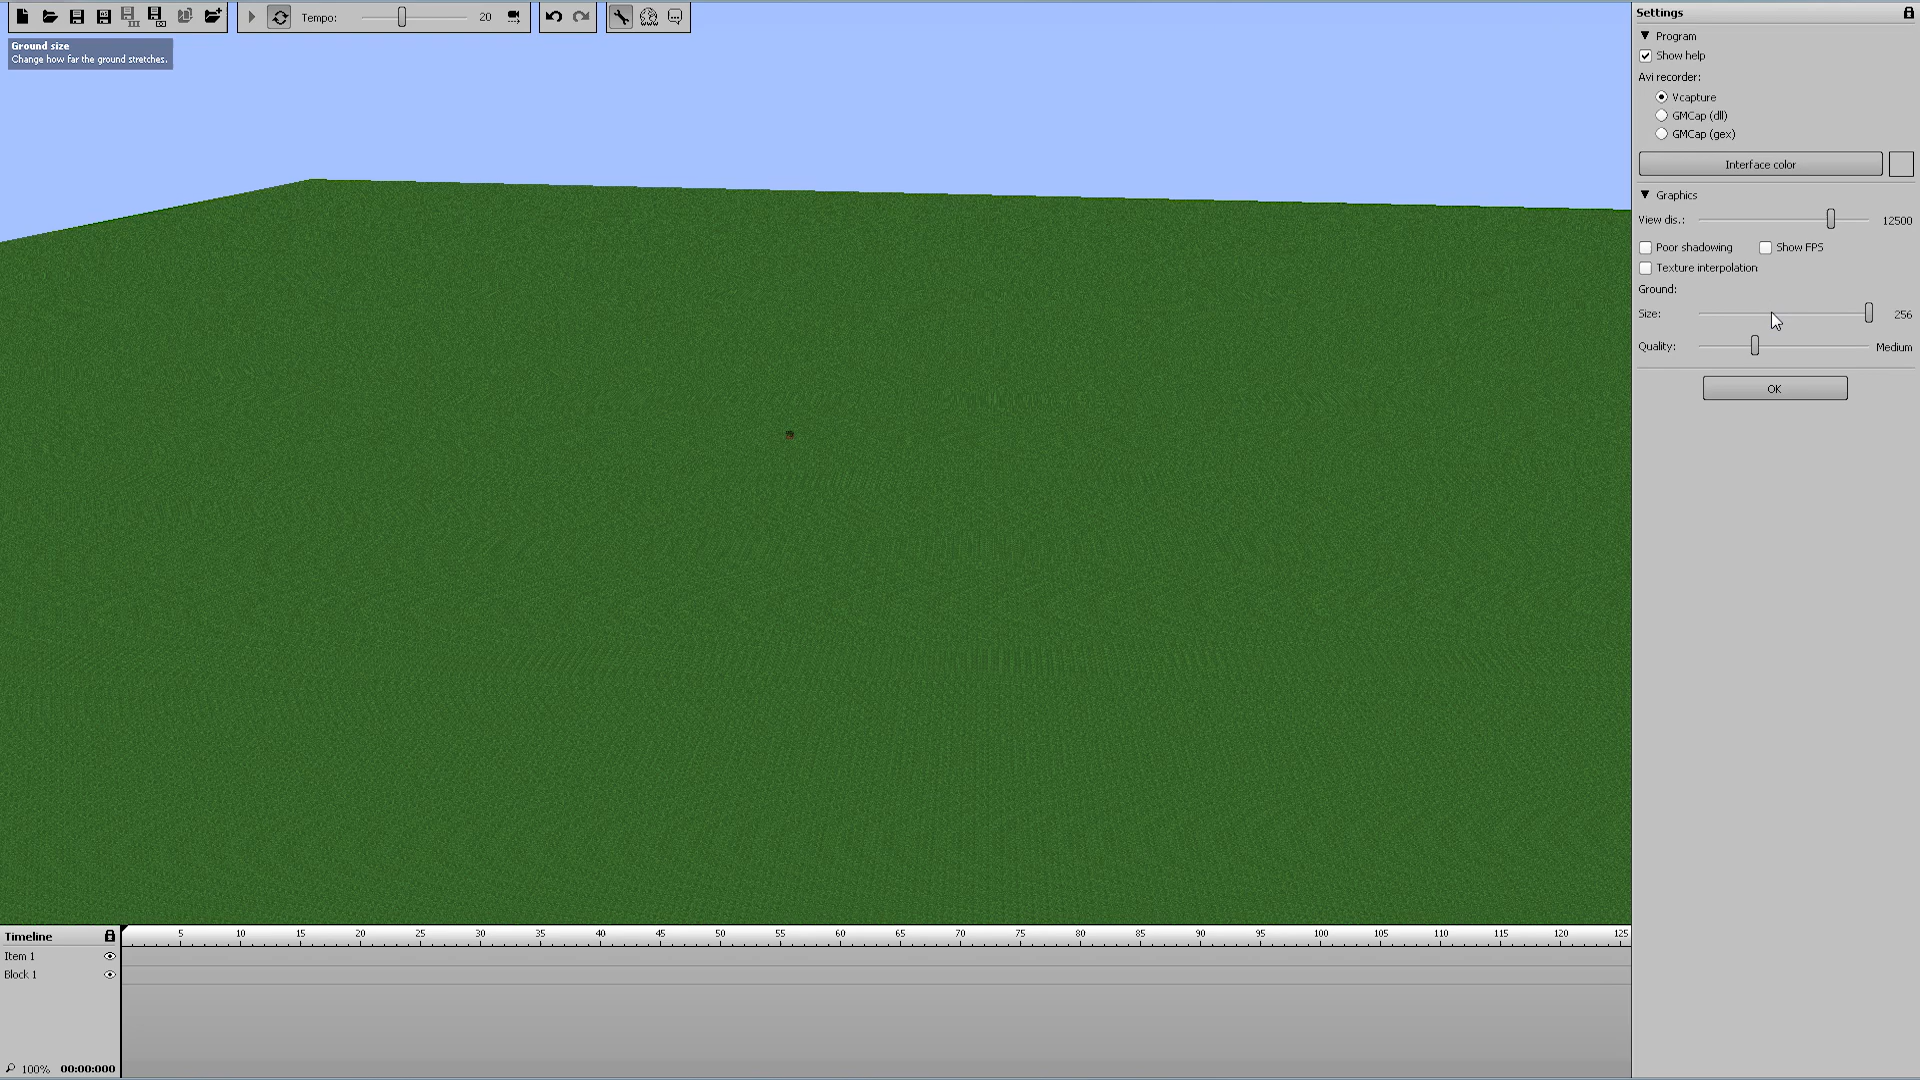 Tempo:
20
Ground size
Change how far the ground stretches.
Settings
Program
Show help
Avi recorder:
Vcapture
GMCap (dll)
GMCap (gex)
Interface color
Graphics
View dis.:
12500
Poor shadowing
Show FPS
Texture interpolation
Ground:
Size:
256
Quality:
Medium
OK
Timeline
5 10 15 20 25 30 35 40 45 50 55 60 65 70 75 80 85 90 95 100 105 110 115 120 125
Item 1
Block 1
100% 00:00:000